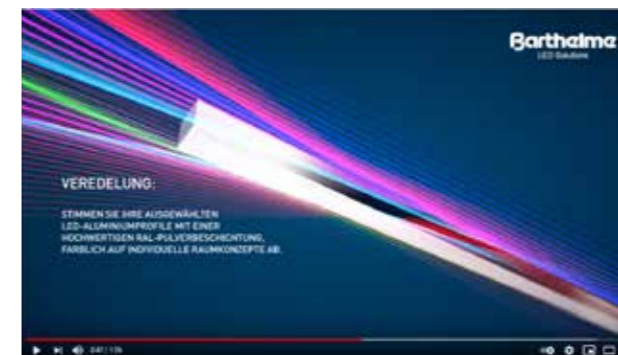 Barthelme
LED Solutions
VEREDELUNG:
STIMMEN SIE IHRE AUSGEWÄHLTEN
LED-ALUMINIUMPROFILE MIT EINER
HOCHWERTIGEN RAL-PULVERBESCHICHTUNG,
FARBLICH AUF INDIVIDUELLE RAUMKONZEPTE AB.